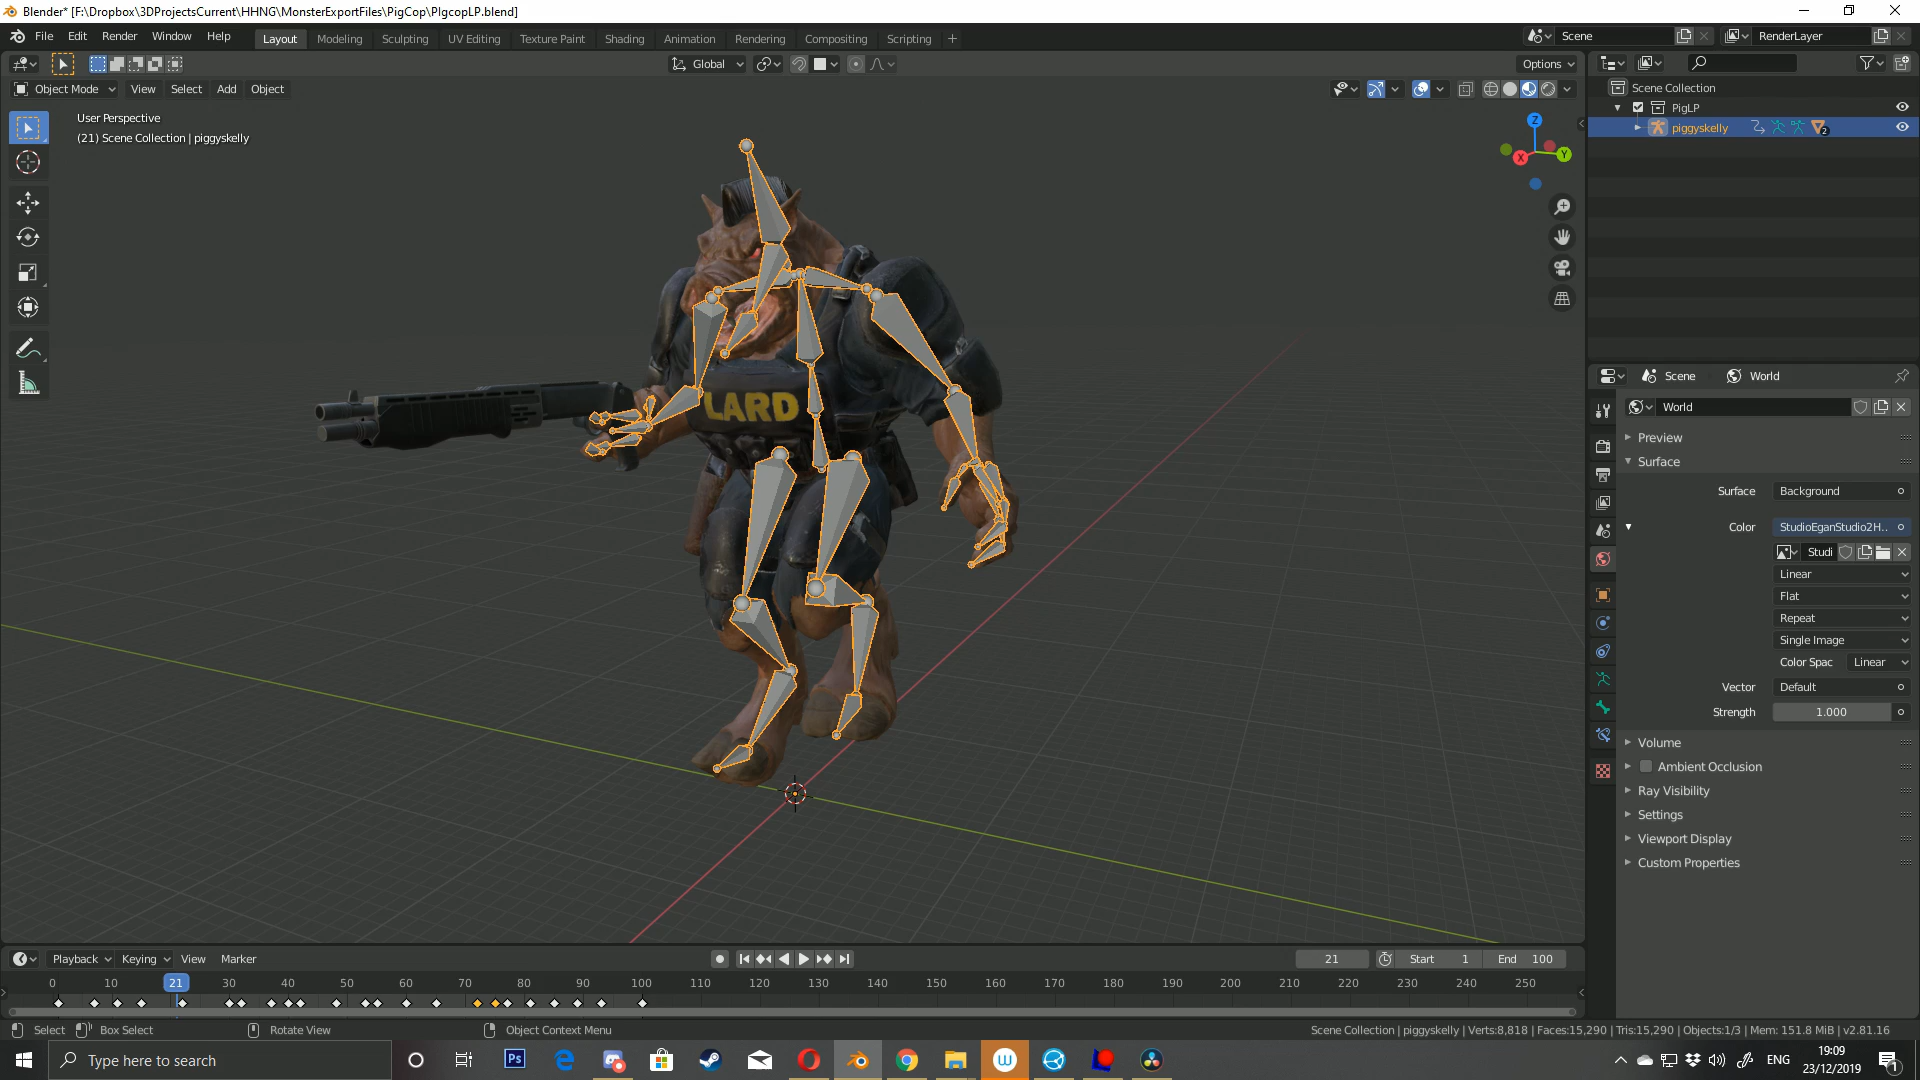 Blender* [F:\Dropbox\3DProjectsCurrent\HHNG\MonsterExportFiles\PigCop\PIgcopLP.blend]
File Edit Render Window Help
Layout Modeling Sculpting UV Editing Texture Paint Shading Animation Rendering Compositing Scripting +
Scene
RenderLayer
Global
Options
Object Mode View Select Add Object
User Perspective
(21) Scene Collection | piggyskelly
Z
X
Y
LARD
Scene Collection
PigLP
piggyskelly
2
Scene World
World
Preview
Surface
Surface Background
Color StudioEganStudio2H..
Studi
Linear
Flat
Repeat
Single Image
Color Spac Linear
Vector Default
Strength 1.000
Volume
Ambient Occlusion
Ray Visibility
Settings
Viewport Display
Custom Properties
Playback Keying View Marker
21 Start 1 End 100
0 10 21 30 40 50 60 70 80 90 100 110 120 130 140 150 160 170 180 190 200 210 220 230 240 250
Select Box Select Rotate View Object Context Menu
Scene Collection | piggyskelly | Verts:8,818 | Faces:15,290 | Tris:15,290 | Objects:1/3 | Mem: 151.8 MiB | v2.81.16
Type here to search
Ps
W
ENG
19:09
23/12/2019
1